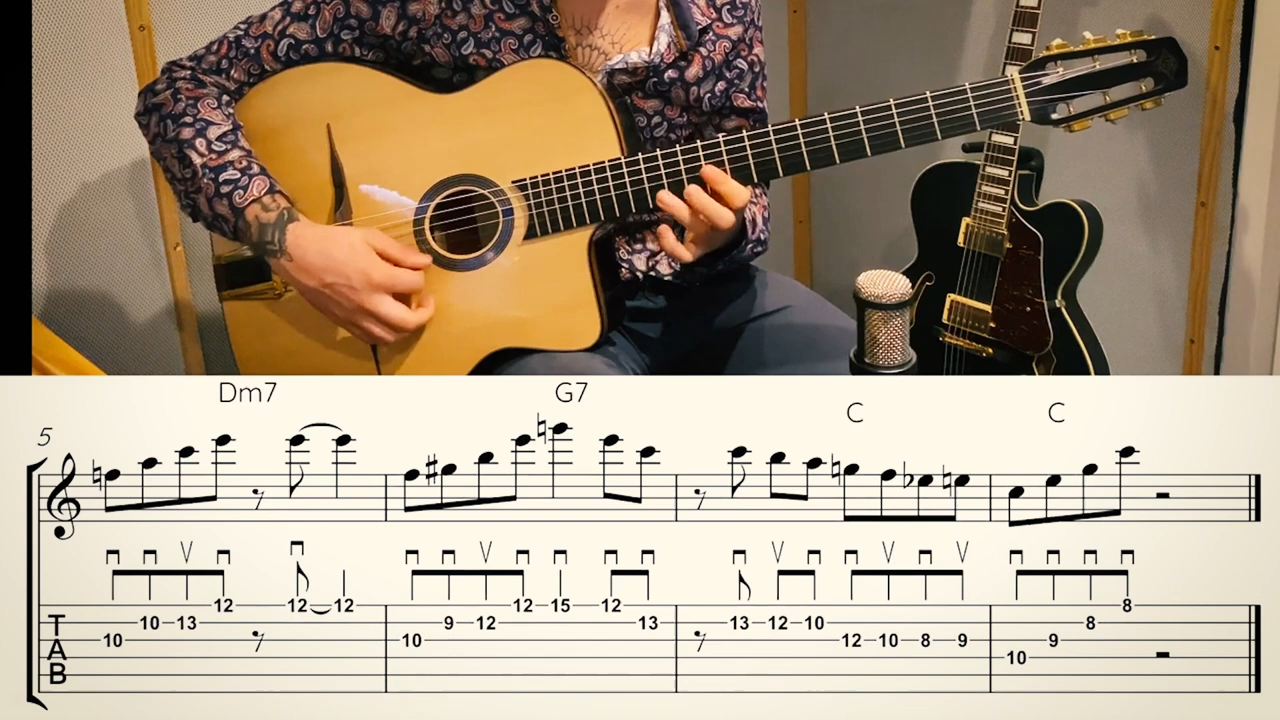 Dm7 G7 C C
5
12 12 12 12 15 12 8
T 10 13 9 12 13 13 12 10 8
10 10 12 10 8 9 9
A 10
B